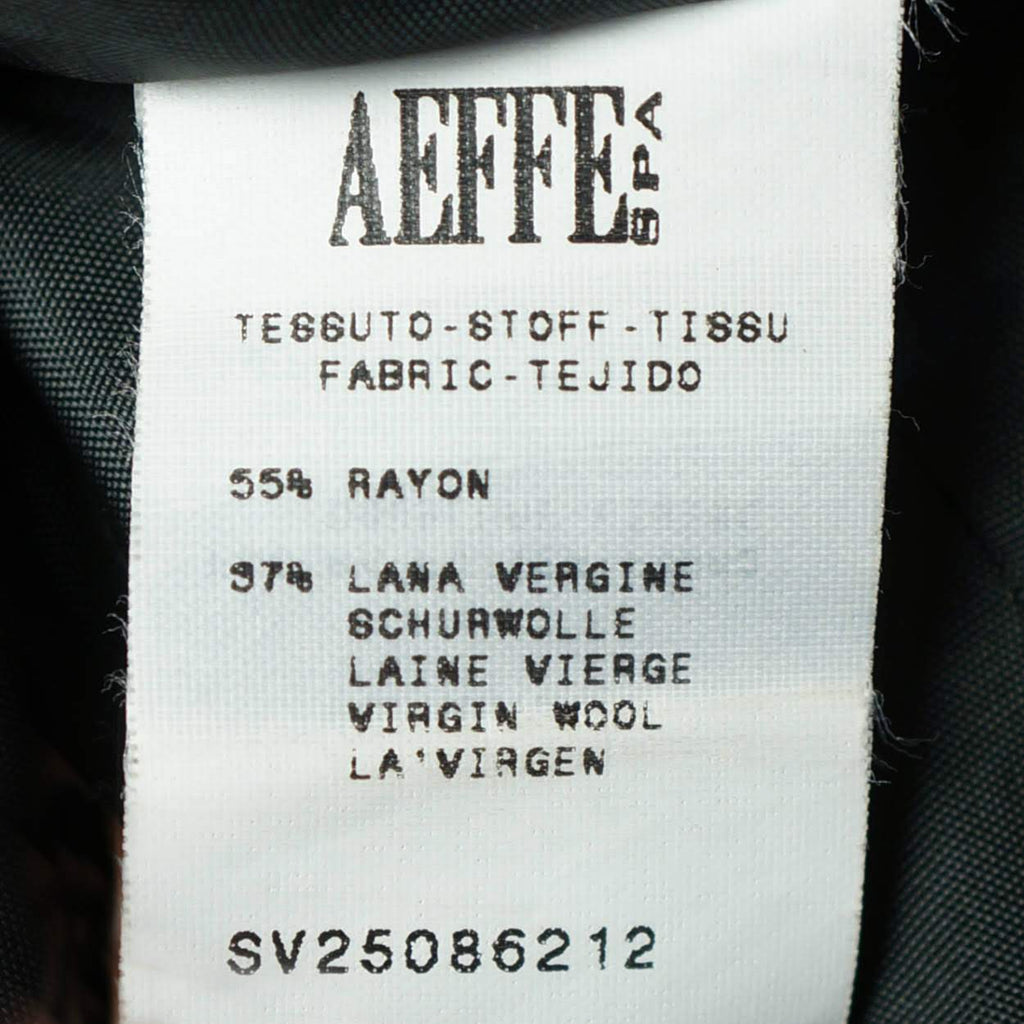 AEFFE SPA
TESSUTO-STOFF-TISSU
FABRIC-TEJIDO
55% RAYON
37% LANA VERGINE
SCHURWOLLE
LAINE VIERGE
VIRGIN WOOL
LA'VIRGEN
SV25086212